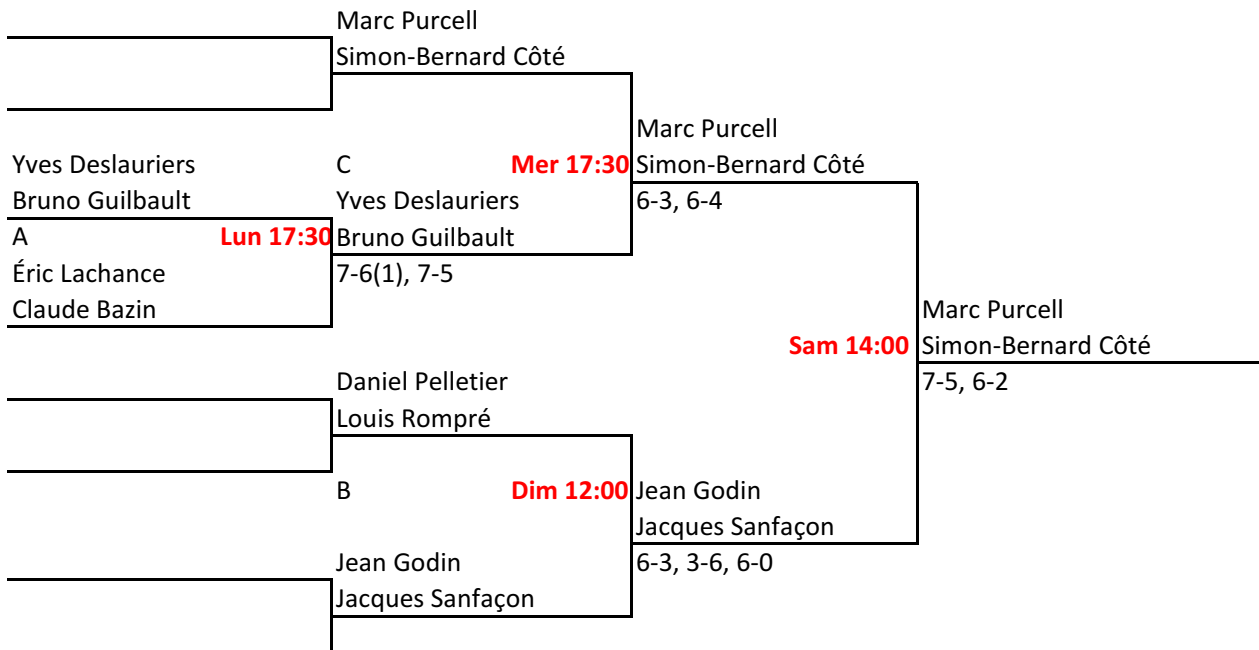 Marc Purcell
Simon-Bernard Côté
Marc Purcell
Yves Deslauriers
C
Mer 17:30
Simon-Bernard Côté
Bruno Guilbault
Yves Deslauriers
6-3, 6-4
A
Lun 17:30
Bruno Guilbault
Éric Lachance
7-6(1), 7-5
Claude Bazin
Marc Purcell
Sam 14:00
Simon-Bernard Côté
Daniel Pelletier
7-5, 6-2
Louis Rompré
B
Dim 12:00
Jean Godin
Jacques Sanfaçon
Jean Godin
6-3, 3-6, 6-0
Jacques Sanfaçon